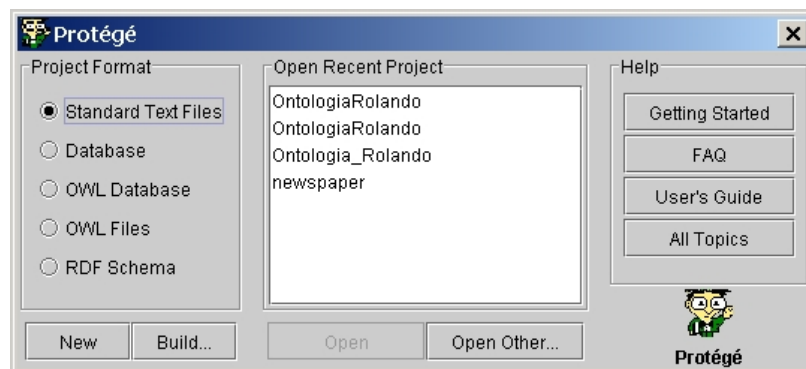 Protégé
Project Format
Standard Text Files
Database
OWL Database
OWL Files
RDF Schema
New
Build...
Open Recent Project
OntologiaRolando
OntologiaRolando
Ontologia_Rolando
newspaper
Open
Open Other...
Help
Getting Started
FAQ
User's Guide
All Topics
Protégé